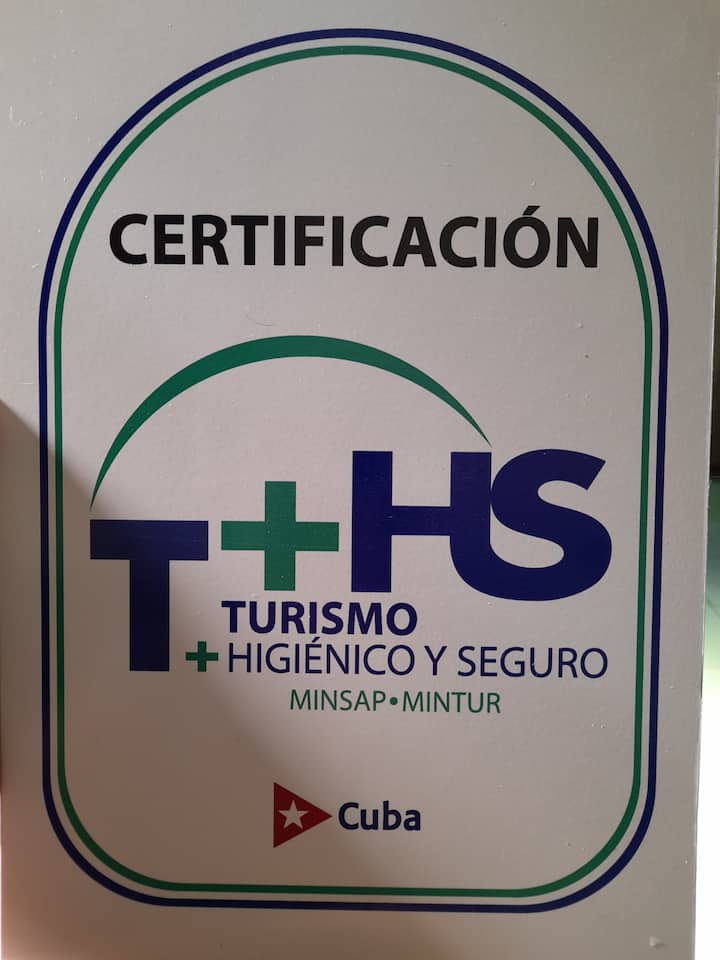 CERTIFICACIÓN
T+HS
TURISMO
+HIGIÉNICO Y SEGURO
MINSAP•MINTUR
Cuba